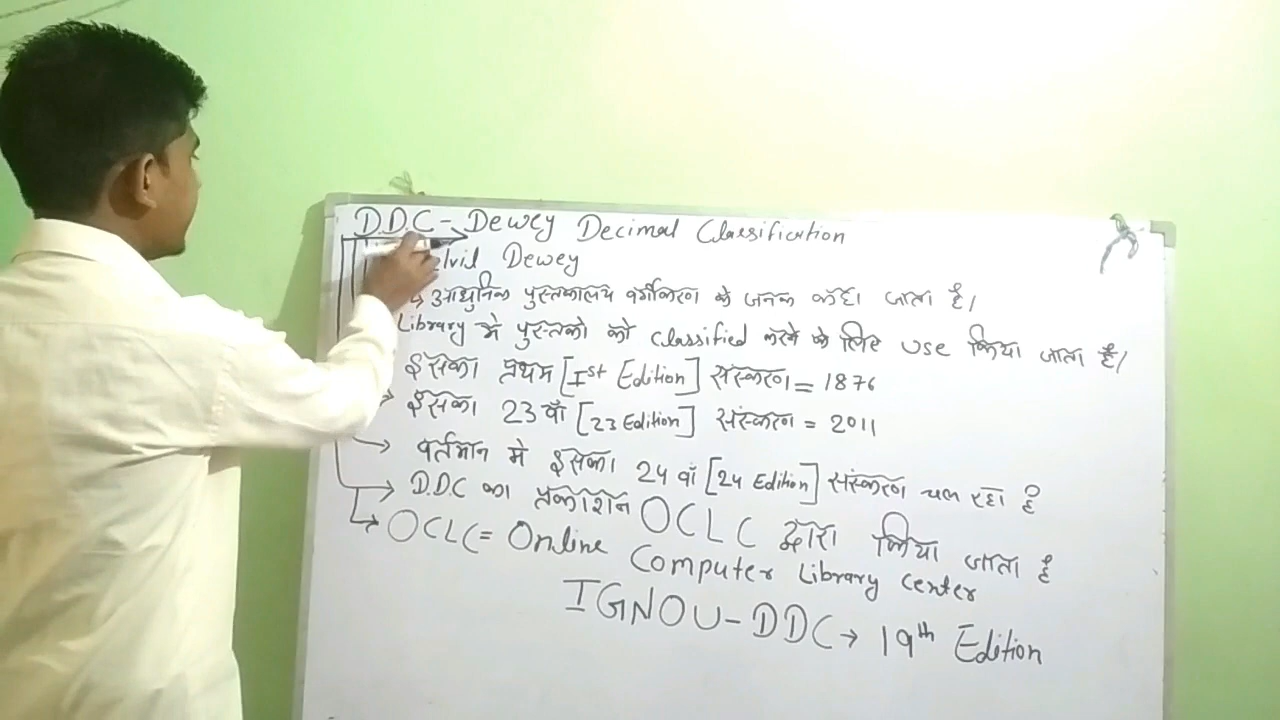 D.D.C - Dewey Decimal Classification
elvil Dewey
आधुनिक पुस्तकालय वर्गीकरण के जनक कहा जाता है।
Library मे पुस्तको को classified करने के लिए use किया जाता है।
इसका प्रथम [Ist Edition] संस्करण = 1876
इसका 23 वाँ [23 Edition] संस्करण = 2011
वर्तमान मे इसका 24 वाँ [24 Edition] संस्करण चल रहा है
D.D.C का प्रकाशन OCLC द्वारा किया जाता है
OCLC = Online Computer Library Center
IGNOU - DDC → 19th Edition